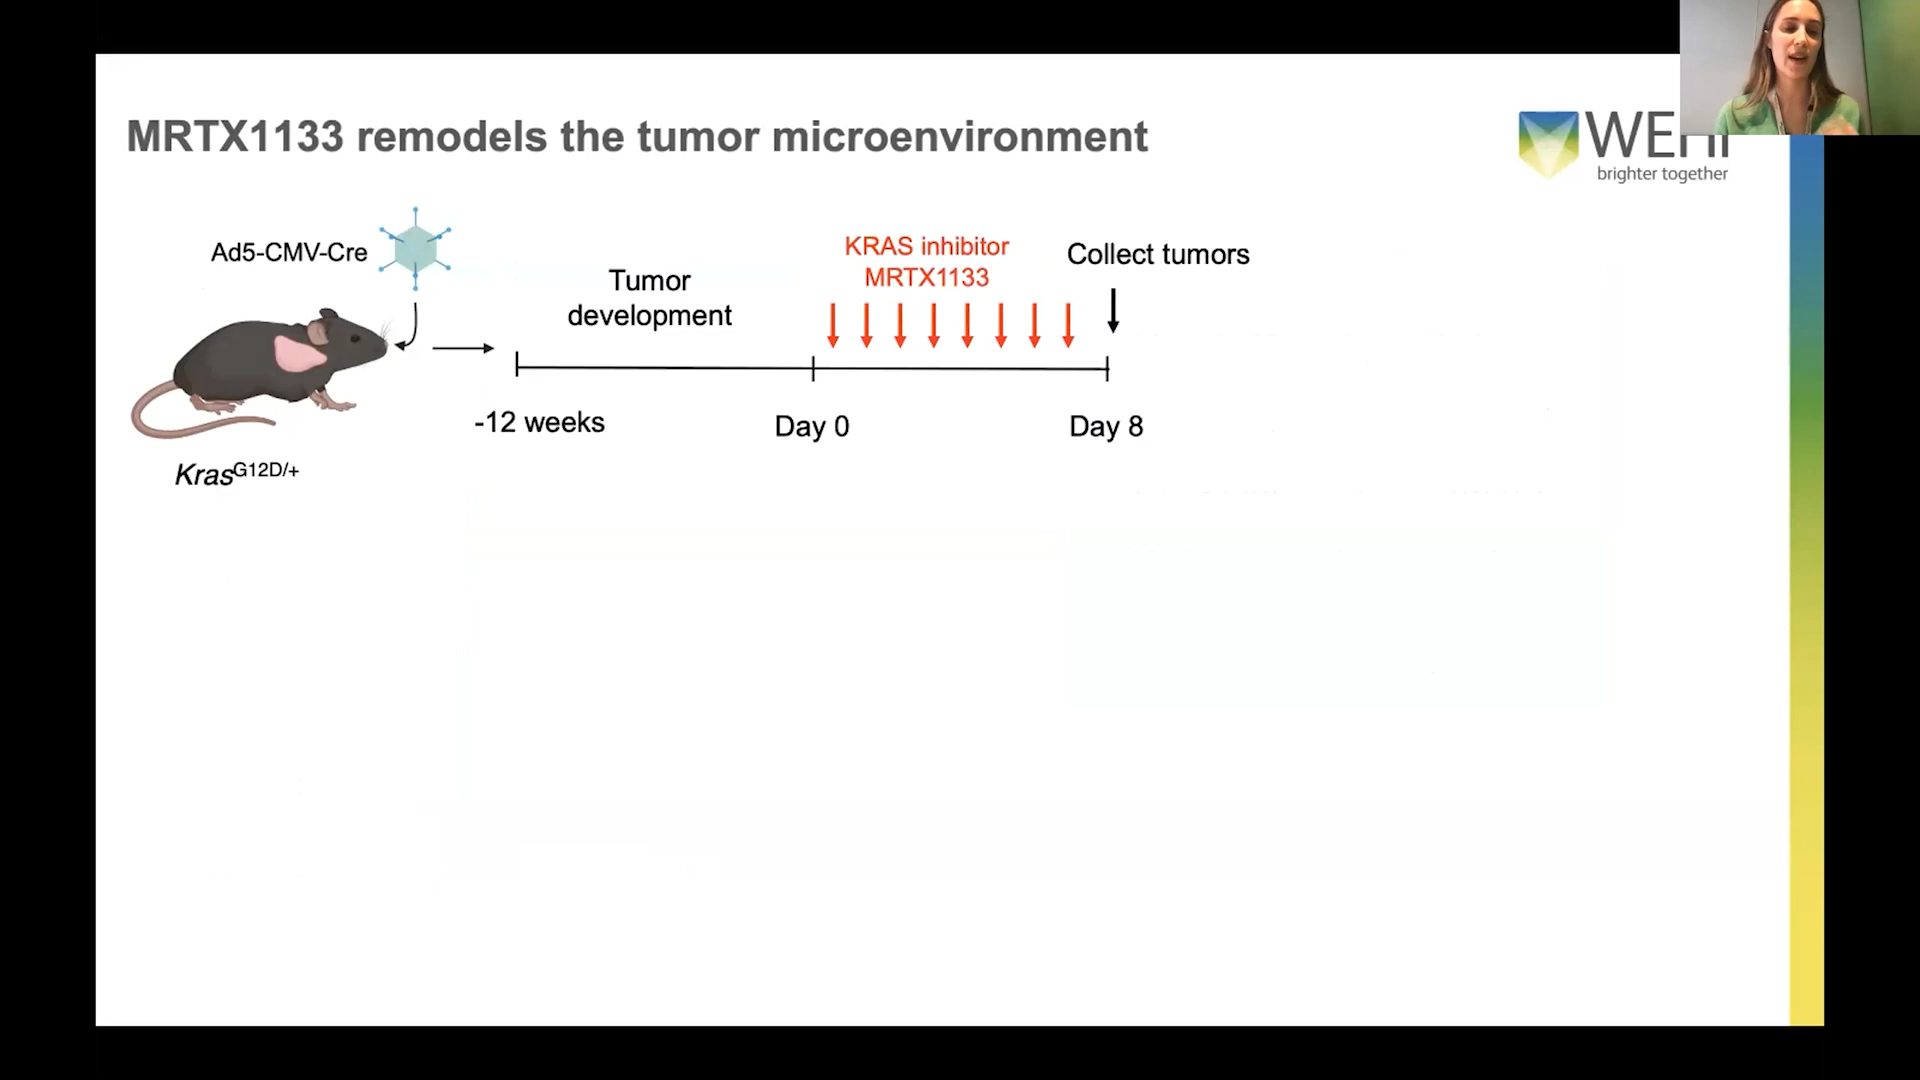 MRTX1133 remodels the tumor microenvironment
WEHI
brighter together
Ad5-CMV-Cre
Tumor
development
KRAS inhibitor
MRTX1133
Collect tumors
-12 weeks
Day 0
Day 8
KrasG12D/+